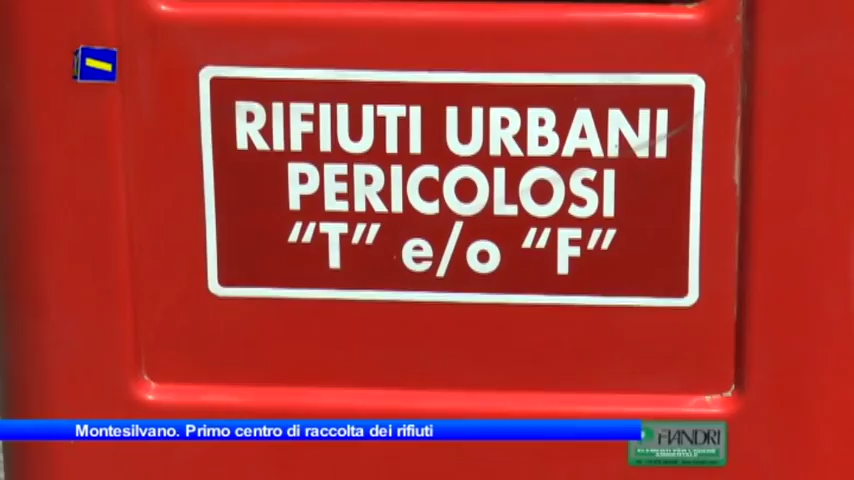 RIFIUTI URBANI
PERICOLOSI
“T” e/o “F”
Montesilvano. Primo centro di raccolta dei rifiuti
FIANDRI